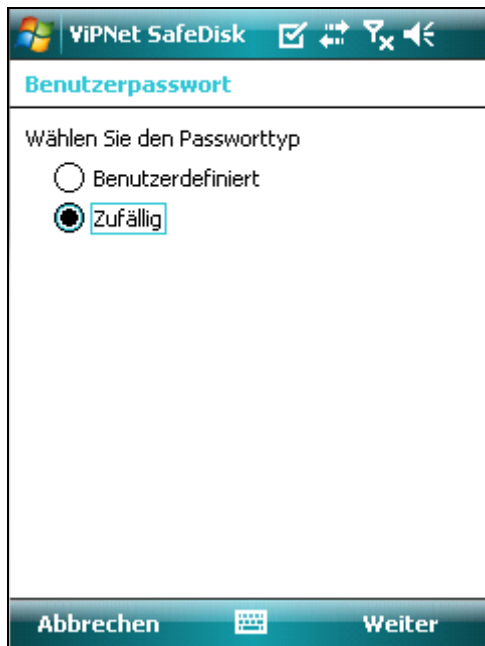 ViPNet SafeDisk
Benutzerpasswort
Wählen Sie den Passworttyp
Benutzerdefiniert
Zufällig
Abbrechen Weiter